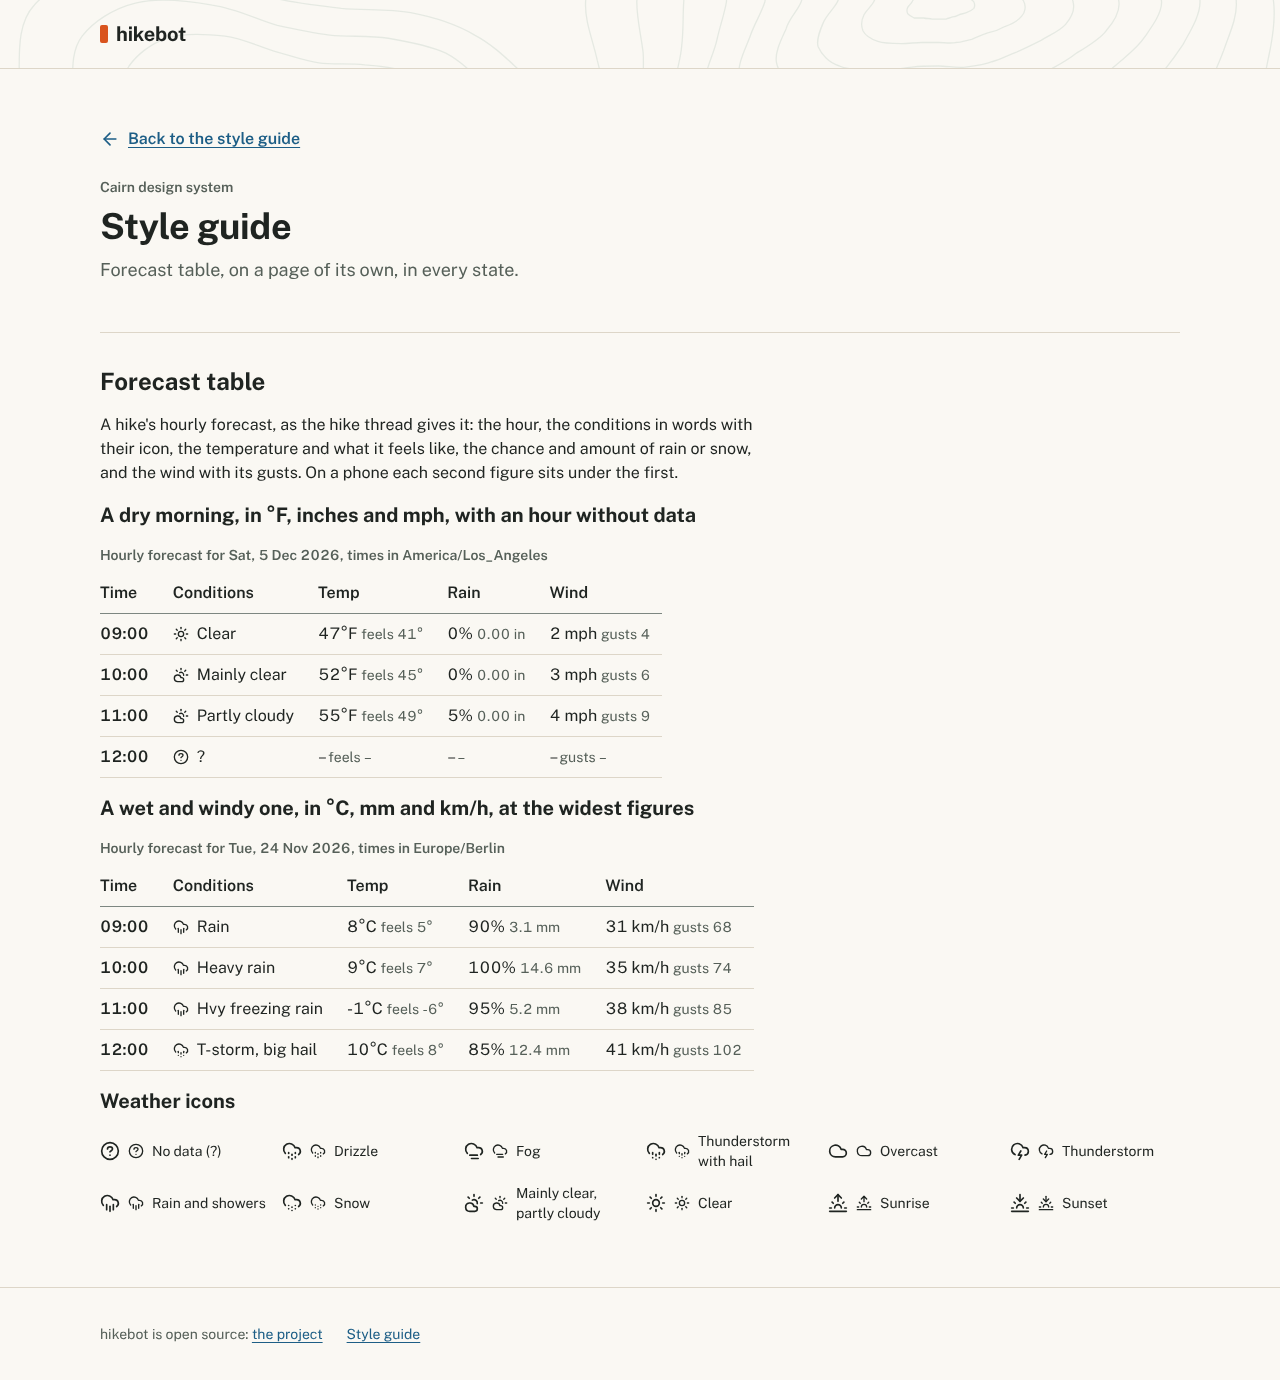 hikebot
Back to the style guide
Cairn design system
Style guide
Forecast table, on a page of its own, in every state.
Forecast table
A hike's hourly forecast, as the hike thread gives it: the hour, the conditions in words with
their icon, the temperature and what it feels like, the chance and amount of rain or snow,
and the wind with its gusts. On a phone each second figure sits under the first.
A dry morning, in °F, inches and mph, with an hour without data
Hourly forecast for Sat, 5 Dec 2026, times in America/Los_Angeles
Time Conditions Temp Rain Wind
09:00 Clear 47°F feels 41° 0% 0.00 in 2 mph gusts 4
10:00 Mainly clear 52°F feels 45° 0% 0.00 in 3 mph gusts 6
11:00 Partly cloudy 55°F feels 49° 5% 0.00 in 4 mph gusts 9
12:00 ? – feels – – – – gusts –
A wet and windy one, in °C, mm and km/h, at the widest figures
Hourly forecast for Tue, 24 Nov 2026, times in Europe/Berlin
Time Conditions Temp Rain Wind
09:00 Rain 8°C feels 5° 90% 3.1 mm 31 km/h gusts 68
10:00 Heavy rain 9°C feels 7° 100% 14.6 mm 35 km/h gusts 74
11:00 Hvy freezing rain -1°C feels -6° 95% 5.2 mm 38 km/h gusts 85
12:00 T-storm, big hail 10°C feels 8° 85% 12.4 mm 41 km/h gusts 102
Weather icons
No data (?) Drizzle Fog Thunderstorm with hail Overcast Thunderstorm
Rain and showers Snow Mainly clear, partly cloudy Clear Sunrise Sunset
hikebot is open source: the project Style guide